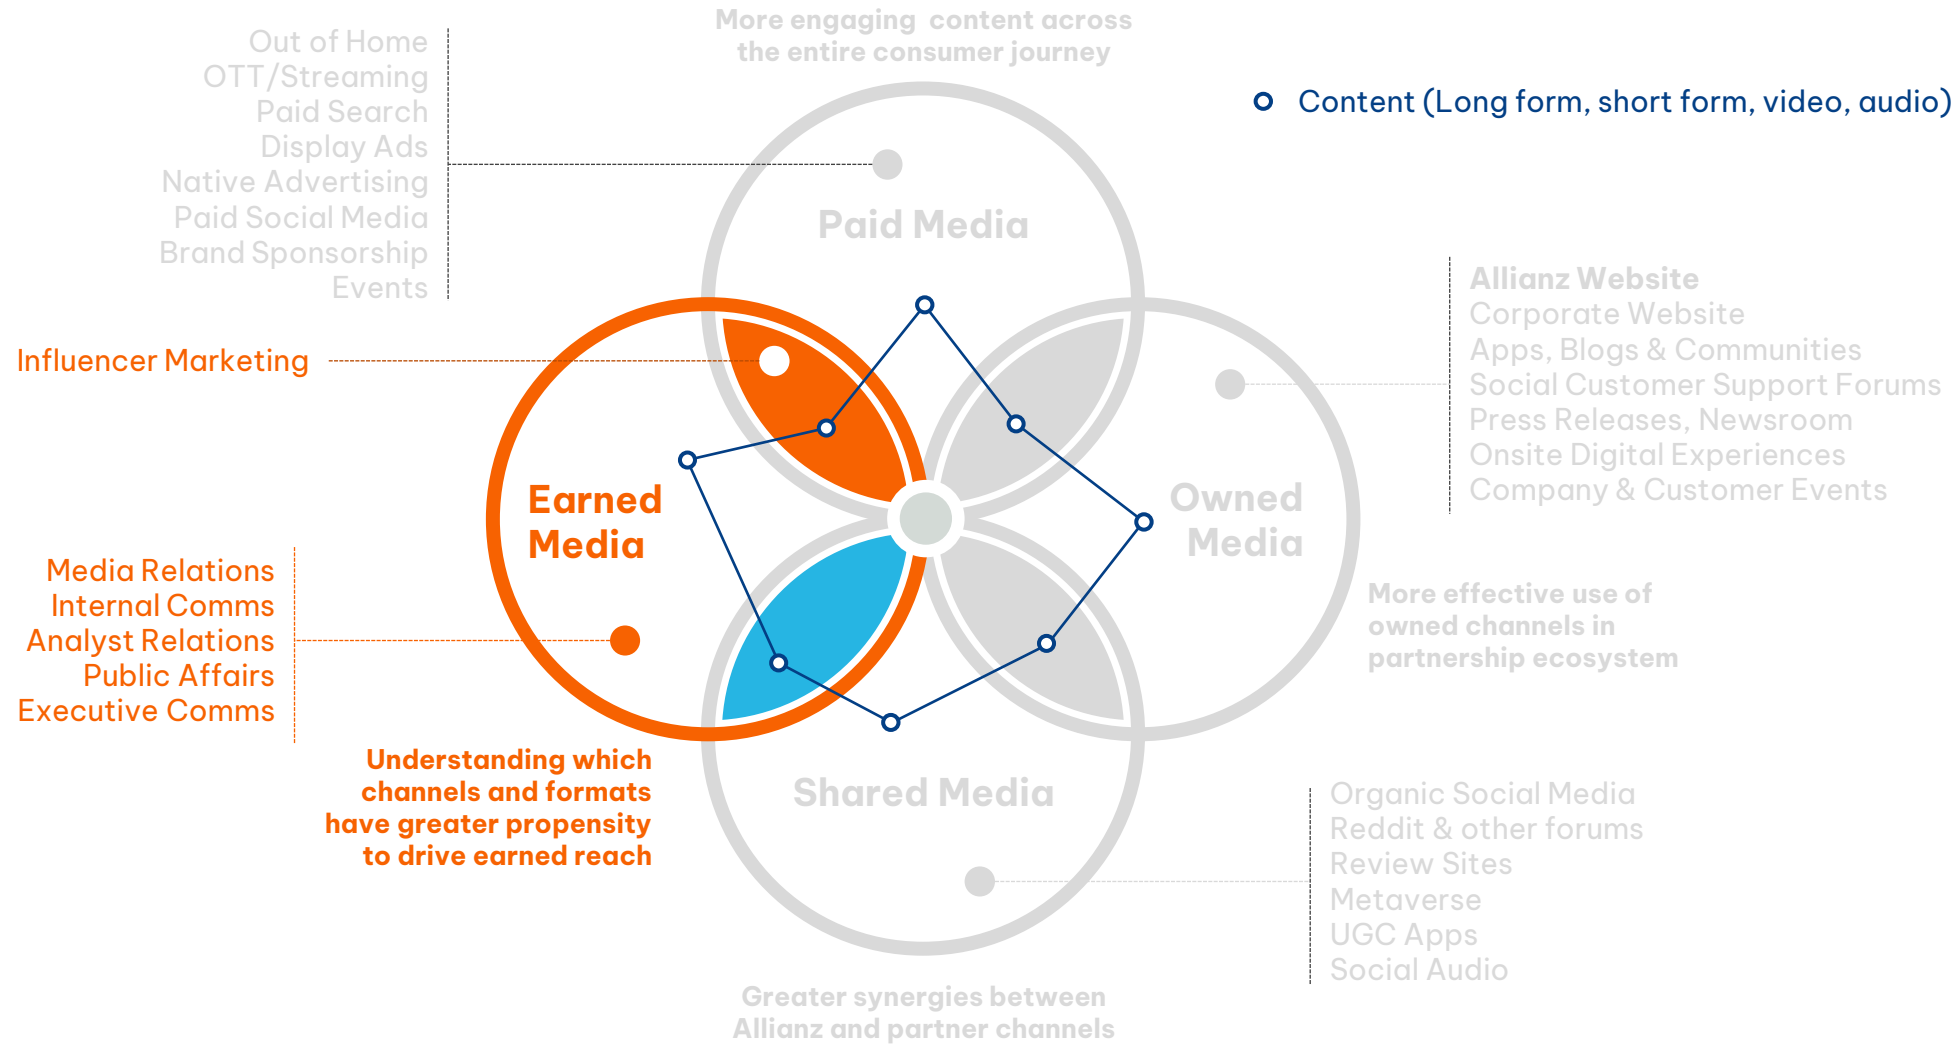 More engaging content across
the entire consumer journey
Out of Home
OTT/Streaming
Paid Search
Display Ads
Native Advertising
Paid Social Media
Brand Sponsorship
Events
Content (Long form, short form, video, audio)
Paid Media
Influencer Marketing
Allianz Website
Corporate Website
Apps, Blogs & Communities
Social Customer Support Forums
Press Releases, Newsroom
Onsite Digital Experiences
Company & Customer Events
Earned
Media
Owned
Media
Media Relations
Internal Comms
Analyst Relations
Public Affairs
Executive Comms
More effective use of
owned channels in
partnership ecosystem
Understanding which
channels and formats
have greater propensity
to drive earned reach
Shared Media
Organic Social Media
Reddit & other forums
Review Sites
Metaverse
UGC Apps
Social Audio
Greater synergies between
Allianz and partner channels